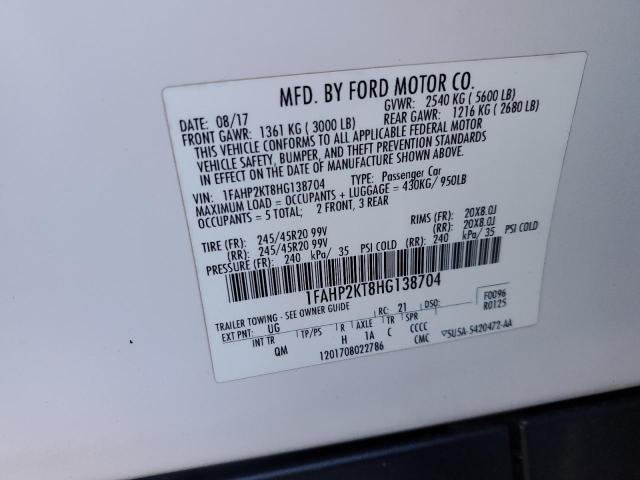 MFD. BY FORD MOTOR CO.
DATE: 08/17 GVWR: 2540 KG ( 5600 LB)
FRONT GAWR: 1361 KG ( 3000 LB) REAR GAWR: 1216 KG ( 2680 LB)
THIS VEHICLE CONFORMS TO ALL APPLICABLE FEDERAL MOTOR
VEHICLE SAFETY, BUMPER, AND THEFT PREVENTION STANDARDS
IN EFFECT ON THE DATE OF MANUFACTURE SHOWN ABOVE.
VIN: 1FAHP2KT8HG138704 TYPE: Passenger Car
MAXIMUM LOAD = OCCUPANTS + LUGGAGE = 430KG/ 950LB
OCCUPANTS = 5 TOTAL; 2 FRONT, 3 REAR
TIRE (FR): 245/45R20 99V RIMS (FR): 20X8.0J
(RR): 245/45R20 99V (RR): 20X8.0J
PRESSURE (FR): 240 kPa/ 35 PSI COLD (RR): 240 kPa/ 35 PSI COLD
1FAHP2KT8HG138704
TRAILER TOWING - SEE OWNER GUIDE
EXT PNT: UG RC: 21 DSO: F0096
INT TR TP/PS R AXLE TR SPR R0125
QM H 1A C CCCC
1201708022786 CMC ▽5U5A-5420472-AA